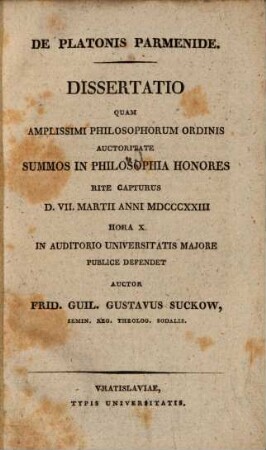 DE PLATONIS PARMENIDE.
DISSERTATIO
QUAM
AMPLISSIMI PHILOSOPHORUM ORDINIS
AUCTORITATE
SUMMOS IN PHILOSOPHIA HONORES
RITE CAPTURUS
D. VII. MARTII ANNI MDCCCXXIII
HORA X.
IN AUDITORIO UNIVERSITATIS MAJORE
PUBLICE DEFENDET
AUCTOR
FRID. GUIL. GUSTAVUS SUCKOW,
SEMIN. REG. THEOLOG. SODALIS.
VRATISLAVIAE,
TYPIS UNIVERSITATIS.